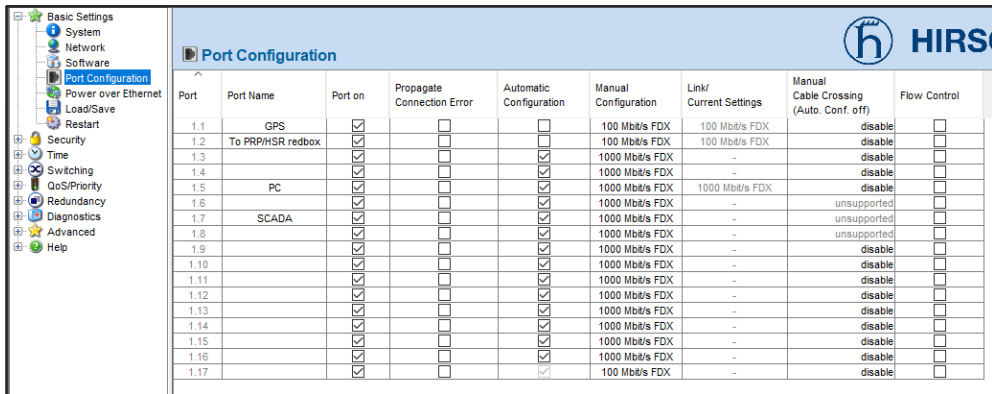 Basic Settings
System
Network
Software
Port Configuration
Power over Ethernet
Load/Save
Restart
Security
Time
Switching
QoS/Priority
Redundancy
Diagnostics
Advanced
Help
Port Configuration
HIRSC
Port Port Name Port on Propagate Connection Error Automatic Configuration Manual Configuration Link/ Current Settings Manual Cable Crossing (Auto. Conf. off) Flow Control
1.1 GPS 100 Mbit/s FDX 100 Mbit/s FDX disable
1.2 To PRP/HSR redbox 100 Mbit/s FDX 100 Mbit/s FDX disable
1.3 1000 Mbit/s FDX - disable
1.4 1000 Mbit/s FDX - disable
1.5 PC 1000 Mbit/s FDX 1000 Mbit/s FDX disable
1.6 1000 Mbit/s FDX - unsupported
1.7 SCADA 1000 Mbit/s FDX - unsupported
1.8 1000 Mbit/s FDX - unsupported
1.9 1000 Mbit/s FDX - disable
1.10 1000 Mbit/s FDX - disable
1.11 1000 Mbit/s FDX - disable
1.12 1000 Mbit/s FDX - disable
1.13 1000 Mbit/s FDX - disable
1.14 1000 Mbit/s FDX - disable
1.15 1000 Mbit/s FDX - disable
1.16 1000 Mbit/s FDX - disable
1.17 100 Mbit/s FDX - disable